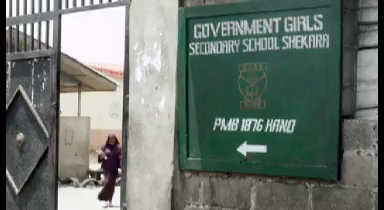 GOVERNMENT GIRLS
SECONDARY SCHOOL SHEKARA
PMB 1876 KANO